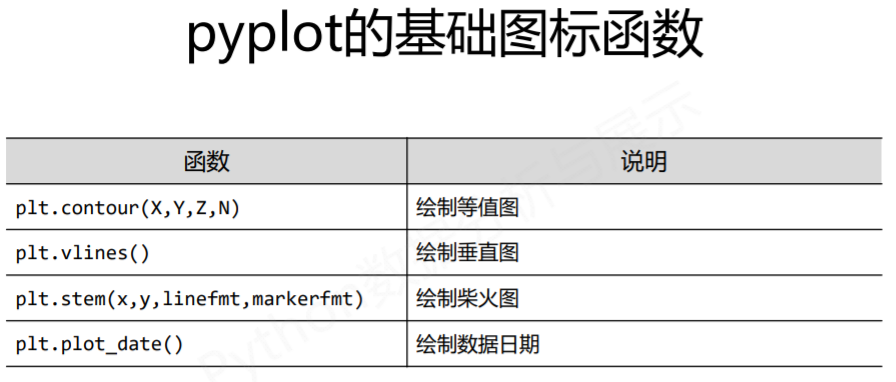 pyplot的基础图标函数
函数 说明
plt.contour(X,Y,Z,N) 绘制等值图
plt.vlines() 绘制垂直图
plt.stem(x,y,linefmt,markerfmt) 绘制柴火图
plt.plot_date() 绘制数据日期
Python数据分析与展示